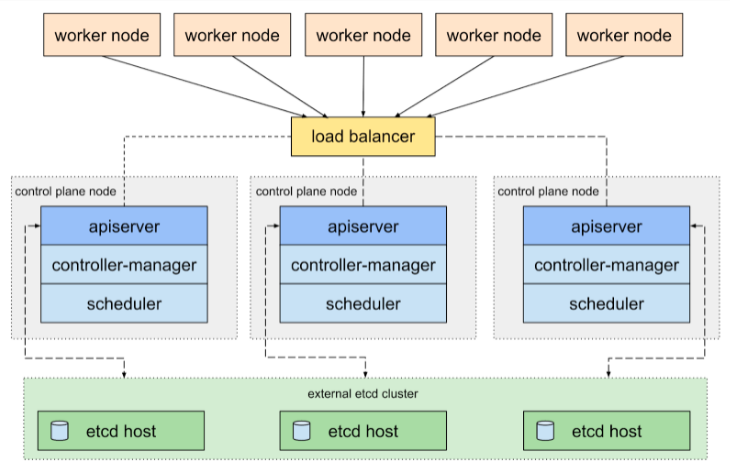 worker node
worker node
worker node
worker node
worker node
load balancer
control plane node
apiserver
controller-manager
scheduler
control plane node
apiserver
controller-manager
scheduler
control plane node
apiserver
controller-manager
scheduler
external etcd cluster
etcd host
etcd host
etcd host